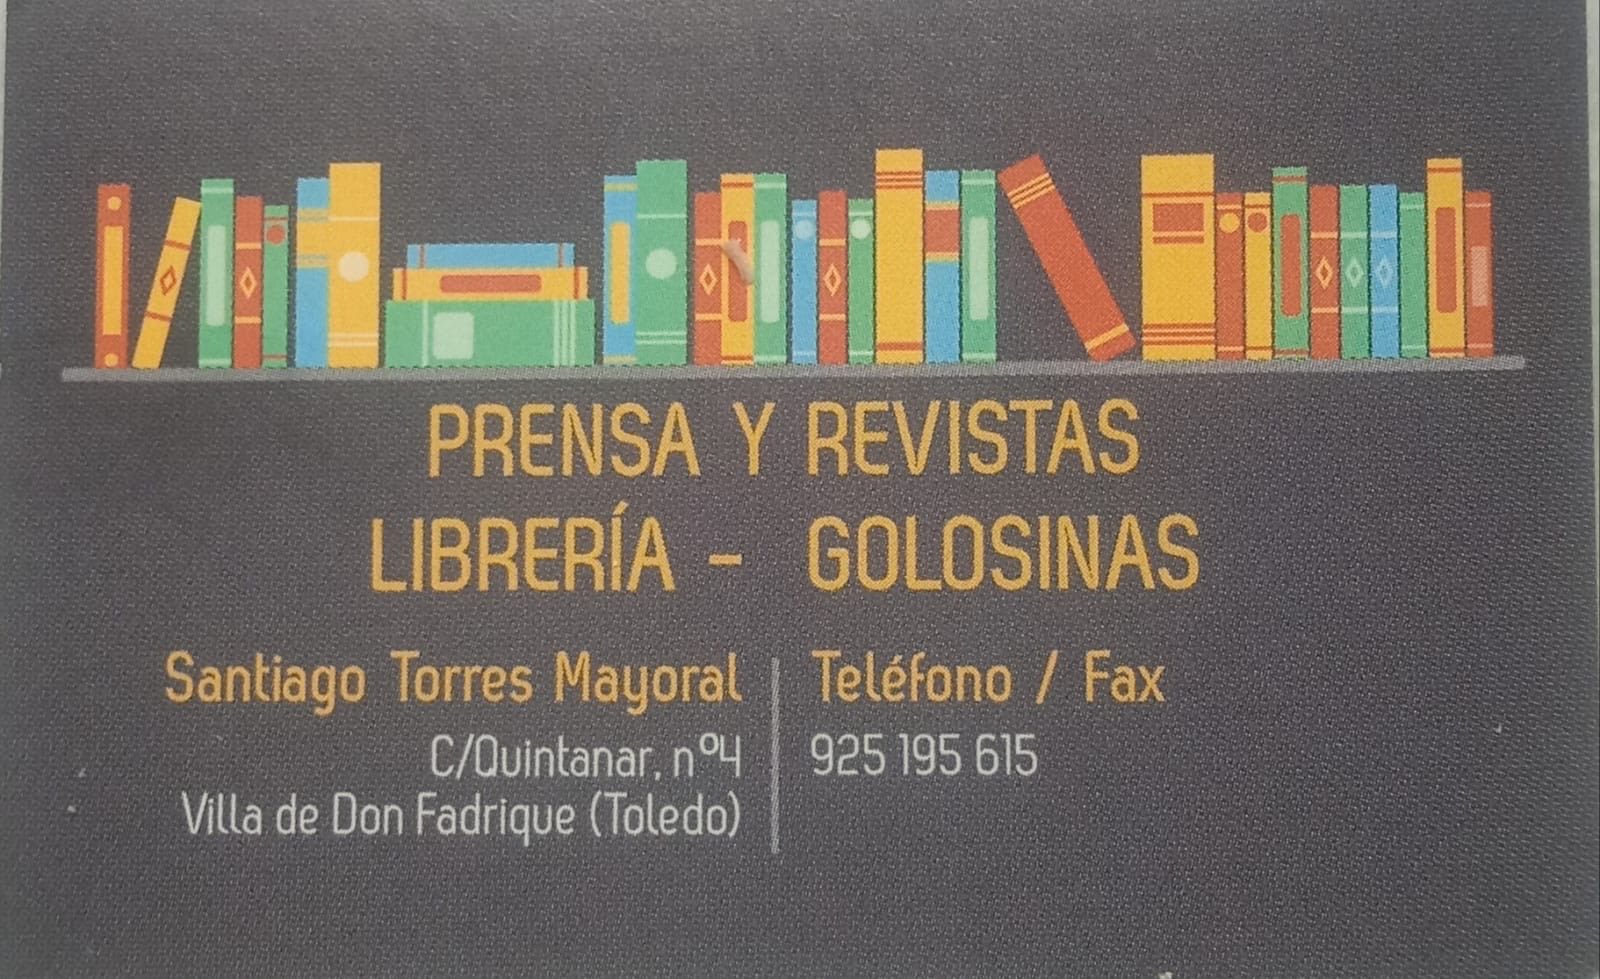 PRENSA Y REVISTAS
LIBRERÍA - GOLOSINAS
Santiago Torres Mayoral
C/Quintanar, nº4
Villa de Don Fadrique (Toledo)
Teléfono / Fax
925 195 615